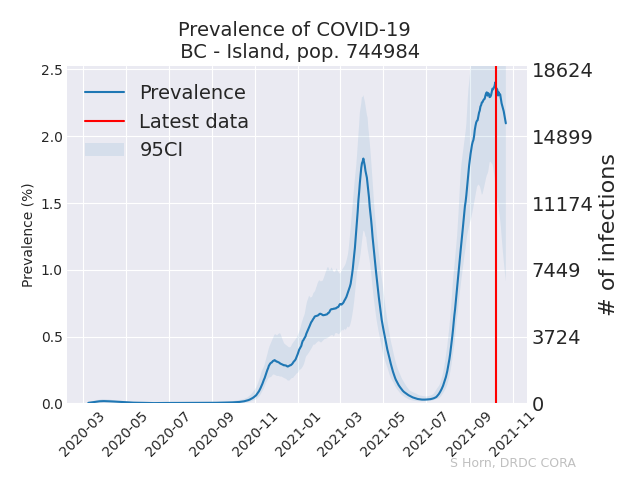 Prevalence of COVID-19
BC - Island, pop. 744984
Prevalence (%)
2.5
2.0
1.5
1.0
0.5
0.0
Prevalence
Latest data
95CI
18624
14899
11174
7449
3724
0
# of infections
2020-03
2020-05
2020-07
2020-09
2020-11
2021-01
2021-03
2021-05
2021-07
2021-09
2021-11
S Horn, DRDC CORA